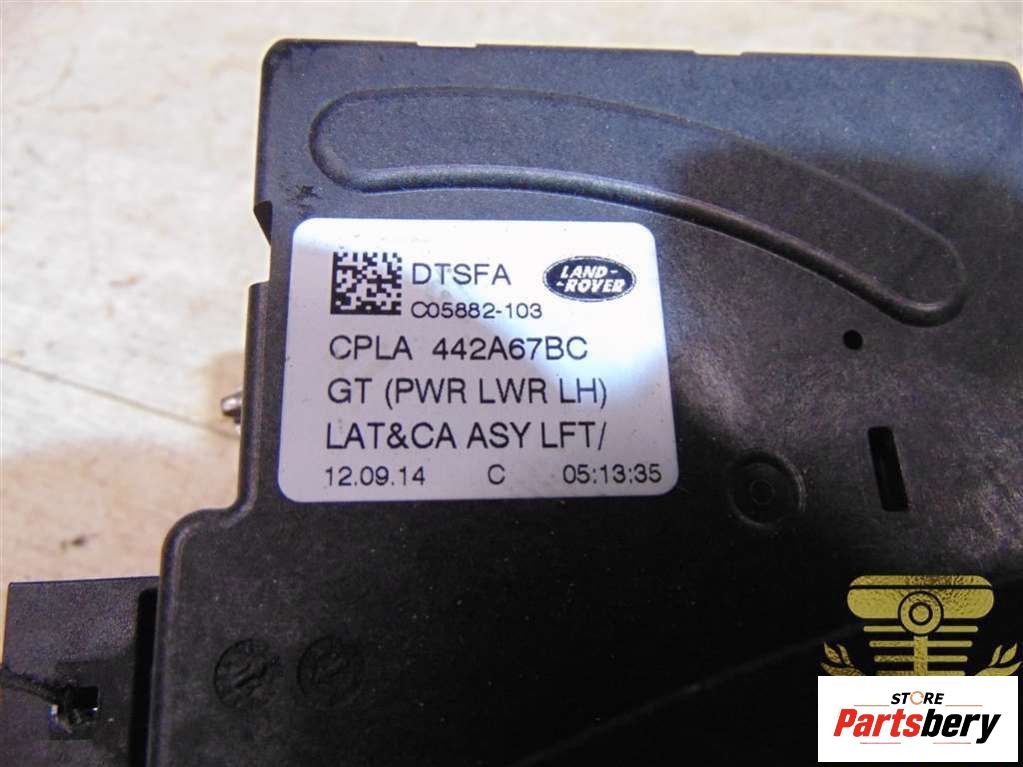 DTSFA
LAND-
-ROVER
C05882-103
CPLA 442A67BC
GT (PWR LWR LH)
LAT&CA ASY LFT/
12.09.14 C 05:13:35
STORE
Partsbery